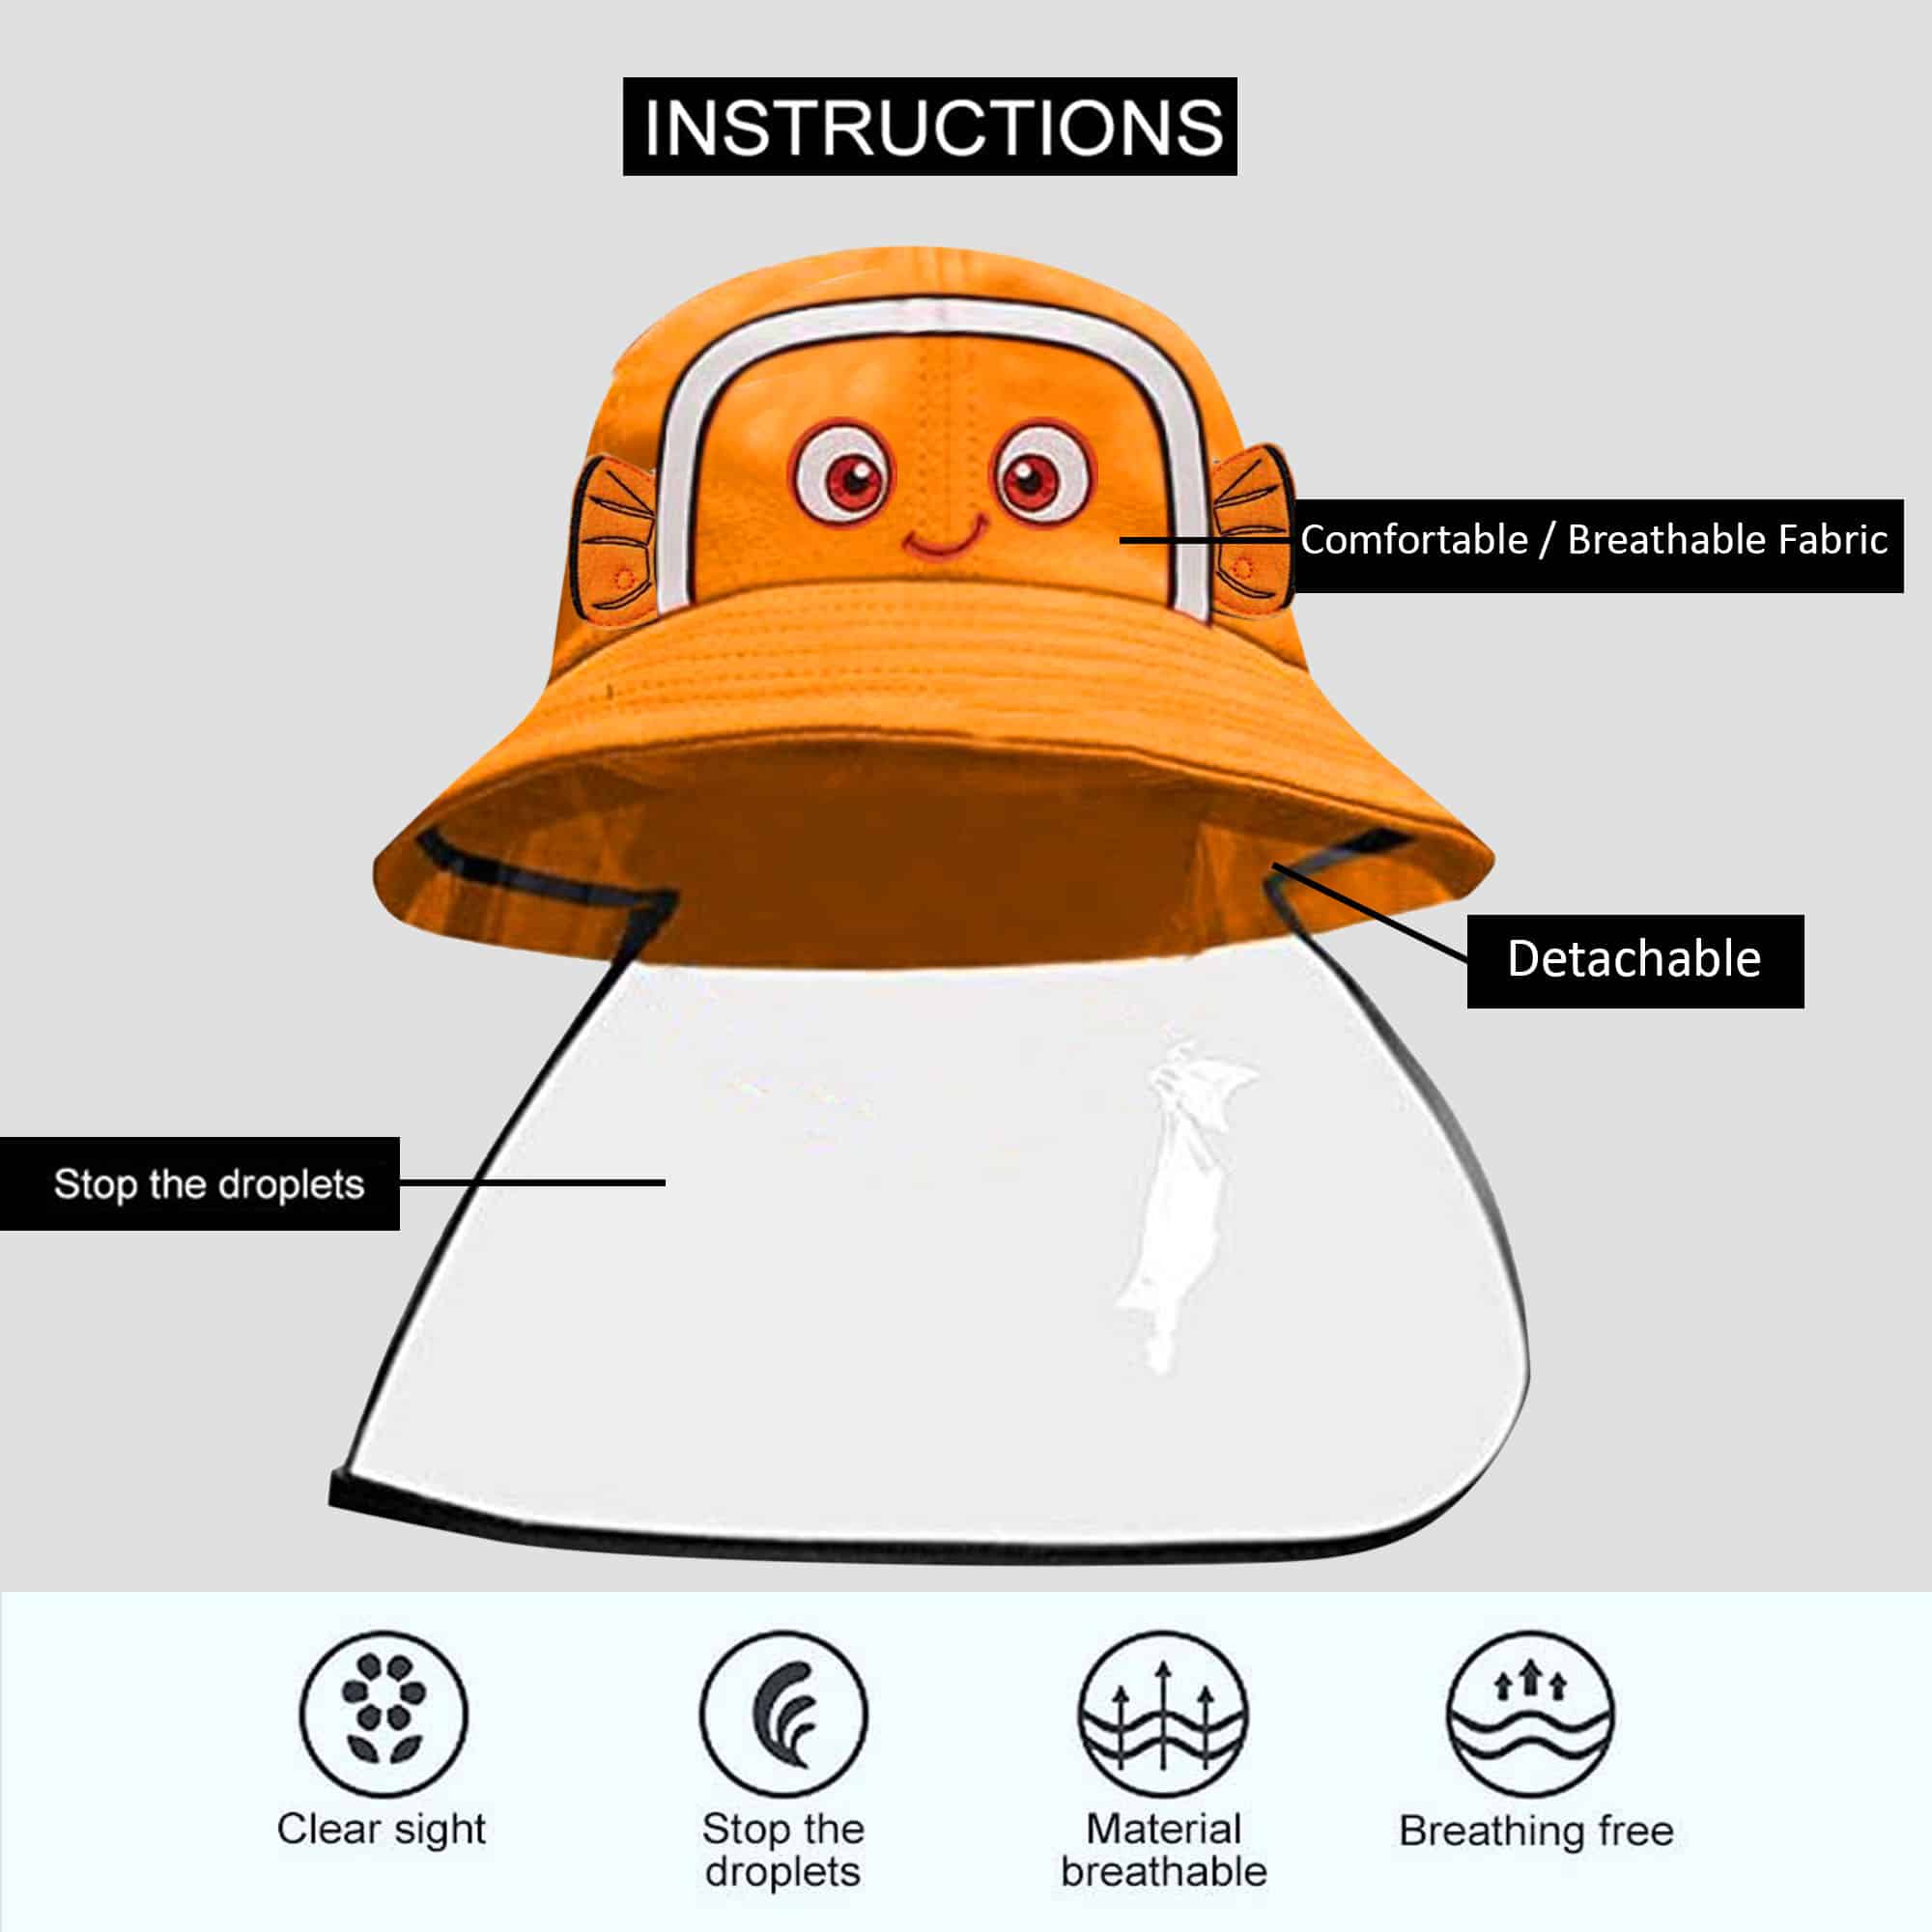 INSTRUCTIONS
Comfortable / Breathable Fabric
Detachable
Stop the droplets
Clear sight
Stop the
droplets
Material
breathable
Breathing free